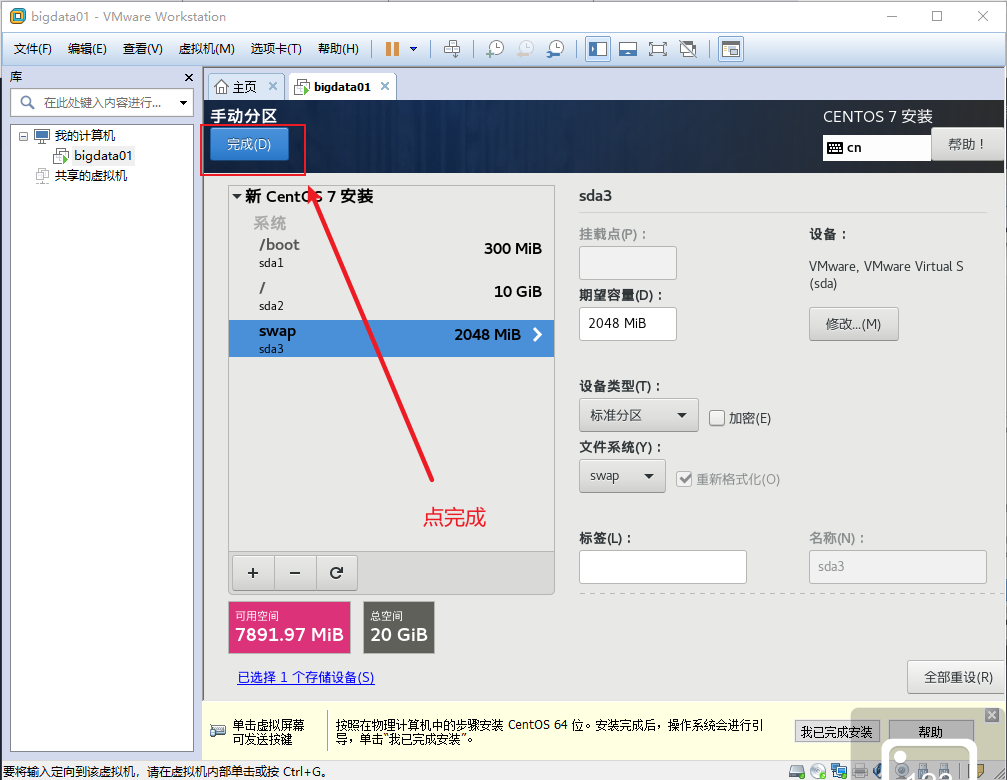 bigdata01 - VMware Workstation
文件(F) 编辑(E) 查看(V) 虚拟机(M) 选项卡(T) 帮助(H)
库
在此处键入内容进行...
我的计算机
bigdata01
共享的虚拟机
主页
bigdata01
手动分区
完成(D)
CENTOS 7 安装
cn
帮助！
新 CentOS 7 安装
系统
/boot
sda1
300 MiB
/
sda2
10 GiB
swap
sda3
2048 MiB
点完成
可用空间
7891.97 MiB
总空间
20 GiB
已选择 1 个存储设备(S)
sda3
挂载点(P)：
期望容量(D)：
2048 MiB
设备：
VMware, VMware Virtual S
(sda)
修改...(M)
设备类型(T)：
标准分区
加密(E)
文件系统(Y)：
swap
重新格式化(O)
标签(L)：
名称(N)：
sda3
全部重设(R)
单击虚拟屏幕
可发送按键
按照在物理计算机中的步骤安装 CentOS 64 位。安装完成后，操作系统会进行引
导，单击"我已完成安装"。
我已完成安装
帮助
要将输入定向到该虚拟机，请在虚拟机内部单击或按 Ctrl+G。